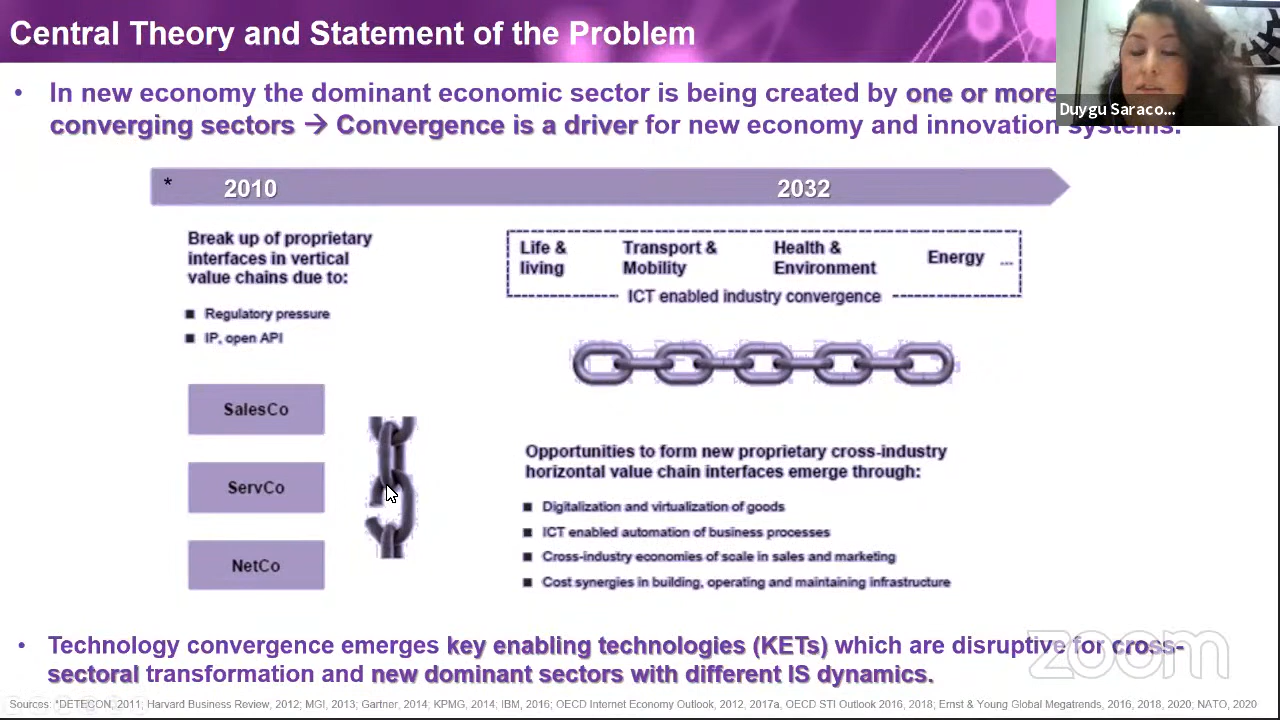 Central Theory and Statement of the Problem
Duygu Saraco...
• In new economy the dominant economic sector is being created by one or more
converging sectors → Convergence is a driver for new economy and innovation systems.
* 2010 2032
Break up of proprietary
interfaces in vertical
value chains due to:
■ Regulatory pressure
■ IP, open API
SalesCo
ServCo
NetCo
Life &
living
Transport &
Mobility
Health &
Environment
Energy ...
ICT enabled industry convergence
Opportunities to form new proprietary cross-industry
horizontal value chain interfaces emerge through:
■ Digitalization and virtualization of goods
■ ICT enabled automation of business processes
■ Cross-industry economies of scale in sales and marketing
■ Cost synergies in building, operating and maintaining infrastructure
• Technology convergence emerges key enabling technologies (KETs) which are disruptive for cross-
sectoral transformation and new dominant sectors with different IS dynamics.
zoom
Sources: *DETECON, 2011; Harvard Business Review, 2012; MGI, 2013, Gartner, 2014; KPMG, 2014; IBM, 2016; OECD Internet Economy Outlook, 2012, 2017a, OECD STI Outlook 2016, 2018; Ernst & Young Global Megatrends, 2016, 2018, 2020; NATO, 2020